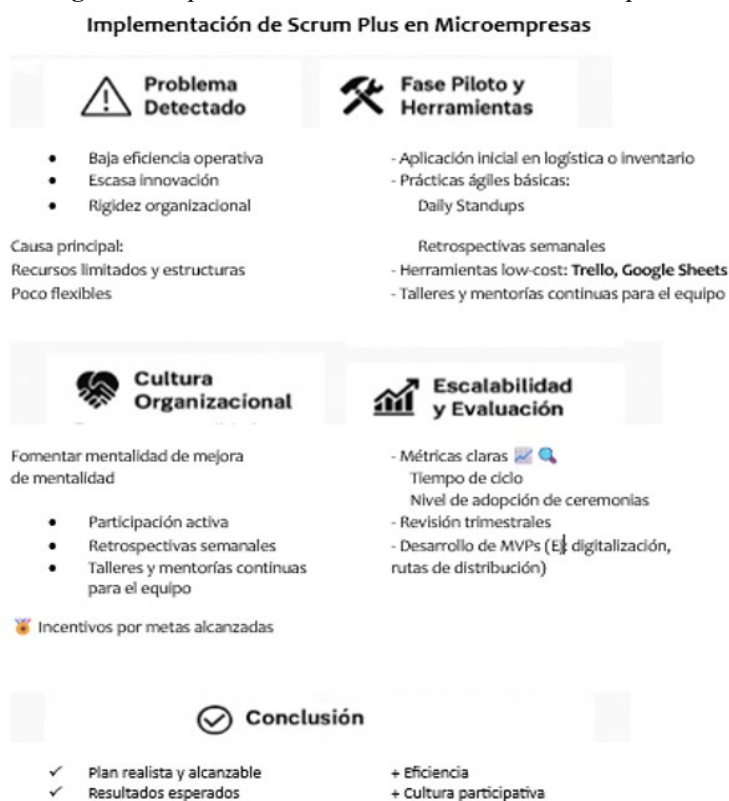 Implementación de Scrum Plus en Microempresas
Problema
Detectado
• Baja eficiencia operativa
• Escasa innovación
• Rigidez organizacional
Causa principal:
Recursos limitados y estructuras
Poco flexibles
Fase Piloto y
Herramientas
- Aplicación inicial en logística o inventario
- Prácticas ágiles básicas:
Daily Standups
Retrospectivas semanales
- Herramientas low-cost: Trello, Google Sheets
- Talleres y mentorías continuas para el equipo
Cultura
Organizacional
Fomentar mentalidad de mejora
de mentalidad
• Participación activa
• Retrospectivas semanales
• Talleres y mentorías continuas
para el equipo
🏅 Incentivos por metas alcanzadas
Escalabilidad
y Evaluación
- Métricas claras 📈 🔍
Tiempo de ciclo
Nivel de adopción de ceremonias
- Revisión trimestrales
- Desarrollo de MVPs (Ej: digitalización,
rutas de distribución)
Conclusión
✓ Plan realista y alcanzable
✓ Resultados esperados
+ Eficiencia
+ Cultura participativa